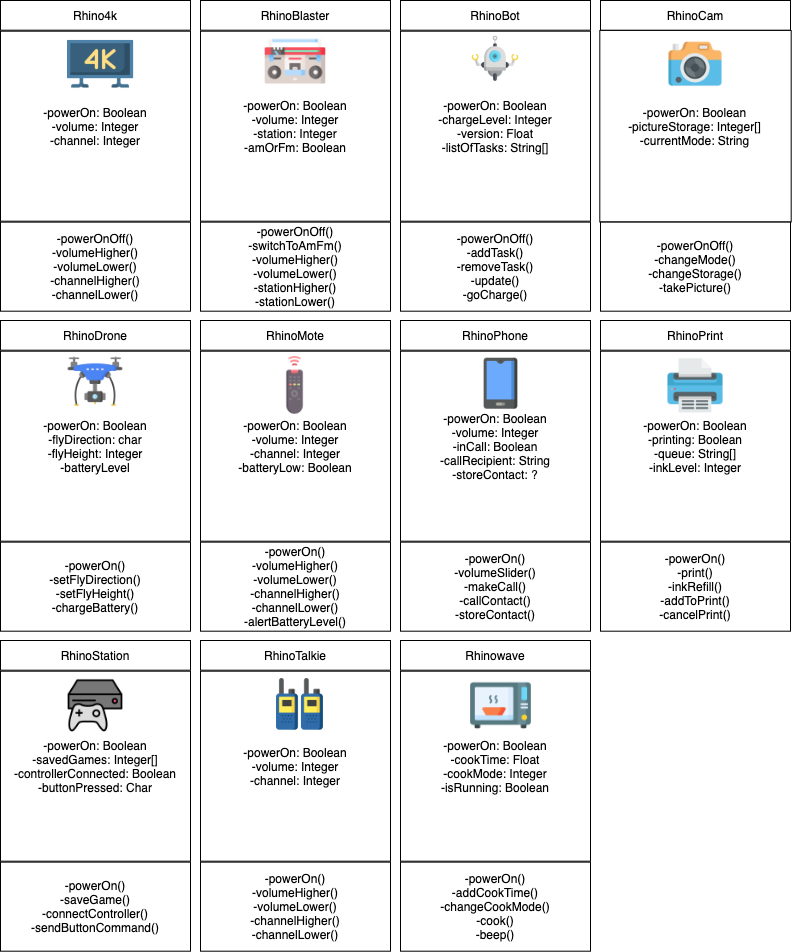 Rhino4k
4K
-powerOn: Boolean
-volume: Integer
-channel: Integer
-powerOnOff()
-volumeHigher()
-volumeLower()
-channelHigher()
-channelLower()
RhinoBlaster
-powerOn: Boolean
-volume: Integer
-station: Integer
-amOrFm: Boolean
-powerOnOff()
-switchToAmFm()
-volumeHigher()
-volumeLower()
-stationHigher()
-stationLower()
RhinoBot
-powerOn: Boolean
-chargeLevel: Integer
-version: Float
-listOfTasks: String[]
-powerOnOff()
-addTask()
-removeTask()
-update()
-goCharge()
RhinoCam
-powerOn: Boolean
-pictureStorage: Integer[]
-currentMode: String
-powerOnOff()
-changeMode()
-changeStorage()
-takePicture()
RhinoDrone
-powerOn: Boolean
-flyDirection: char
-flyHeight: Integer
-batteryLevel
-powerOn()
-setFlyDirection()
-setFlyHeight()
-chargeBattery()
RhinoMote
-powerOn: Boolean
-volume: Integer
-channel: Integer
-batteryLow: Boolean
-powerOn()
-volumeHigher()
-volumeLower()
-channelHigher()
-channelLower()
-alertBatteryLevel()
RhinoPhone
-powerOn: Boolean
-volume: Integer
-inCall: Boolean
-callRecipient: String
-storeContact: ?
-powerOn()
-volumeSlider()
-makeCall()
-callContact()
-storeContact()
RhinoPrint
-powerOn: Boolean
-printing: Boolean
-queue: String[]
-inkLevel: Integer
-powerOn()
-print()
-inkRefill()
-addToPrint()
-cancelPrint()
RhinoStation
-powerOn: Boolean
-savedGames: Integer[]
-controllerConnected: Boolean
-buttonPressed: Char
-powerOn()
-saveGame()
-connectController()
-sendButtonCommand()
RhinoTalkie
-powerOn: Boolean
-volume: Integer
-channel: Integer
-powerOn()
-volumeHigher()
-volumeLower()
-channelHigher()
-channelLower()
Rhinowave
-powerOn: Boolean
-cookTime: Float
-cookMode: Integer
-isRunning: Boolean
-powerOn()
-addCookTime()
-changeCookMode()
-cook()
-beep()